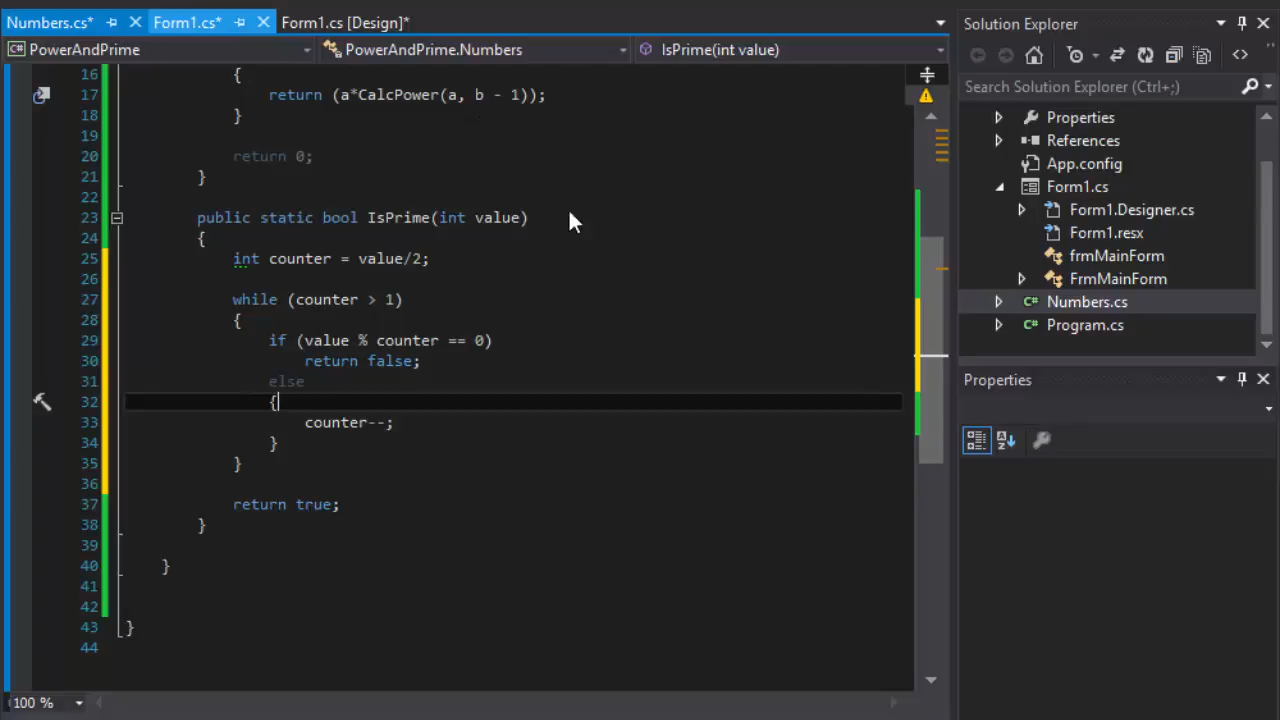 Numbers.cs*
Form1.cs*
Form1.cs [Design]*
PowerAndPrime
PowerAndPrime.Numbers
IsPrime(int value)
16 {
17 return (a*CalcPower(a, b - 1));
18 }
19
20 return 0;
21 }
22
23 public static bool IsPrime(int value)
24 {
25 int counter = value/2;
26
27 while (counter > 1)
28 {
29 if (value % counter == 0)
30 return false;
31 else
32 {
33 counter--;
34 }
35 }
36
37 return true;
38 }
39
40 }
41
42
43 }
44
100 %
Solution Explorer
Search Solution Explorer (Ctrl+;)
Properties
References
App.config
Form1.cs
Form1.Designer.cs
Form1.resx
frmMainForm
FrmMainForm
C# Numbers.cs
C# Program.cs
Properties